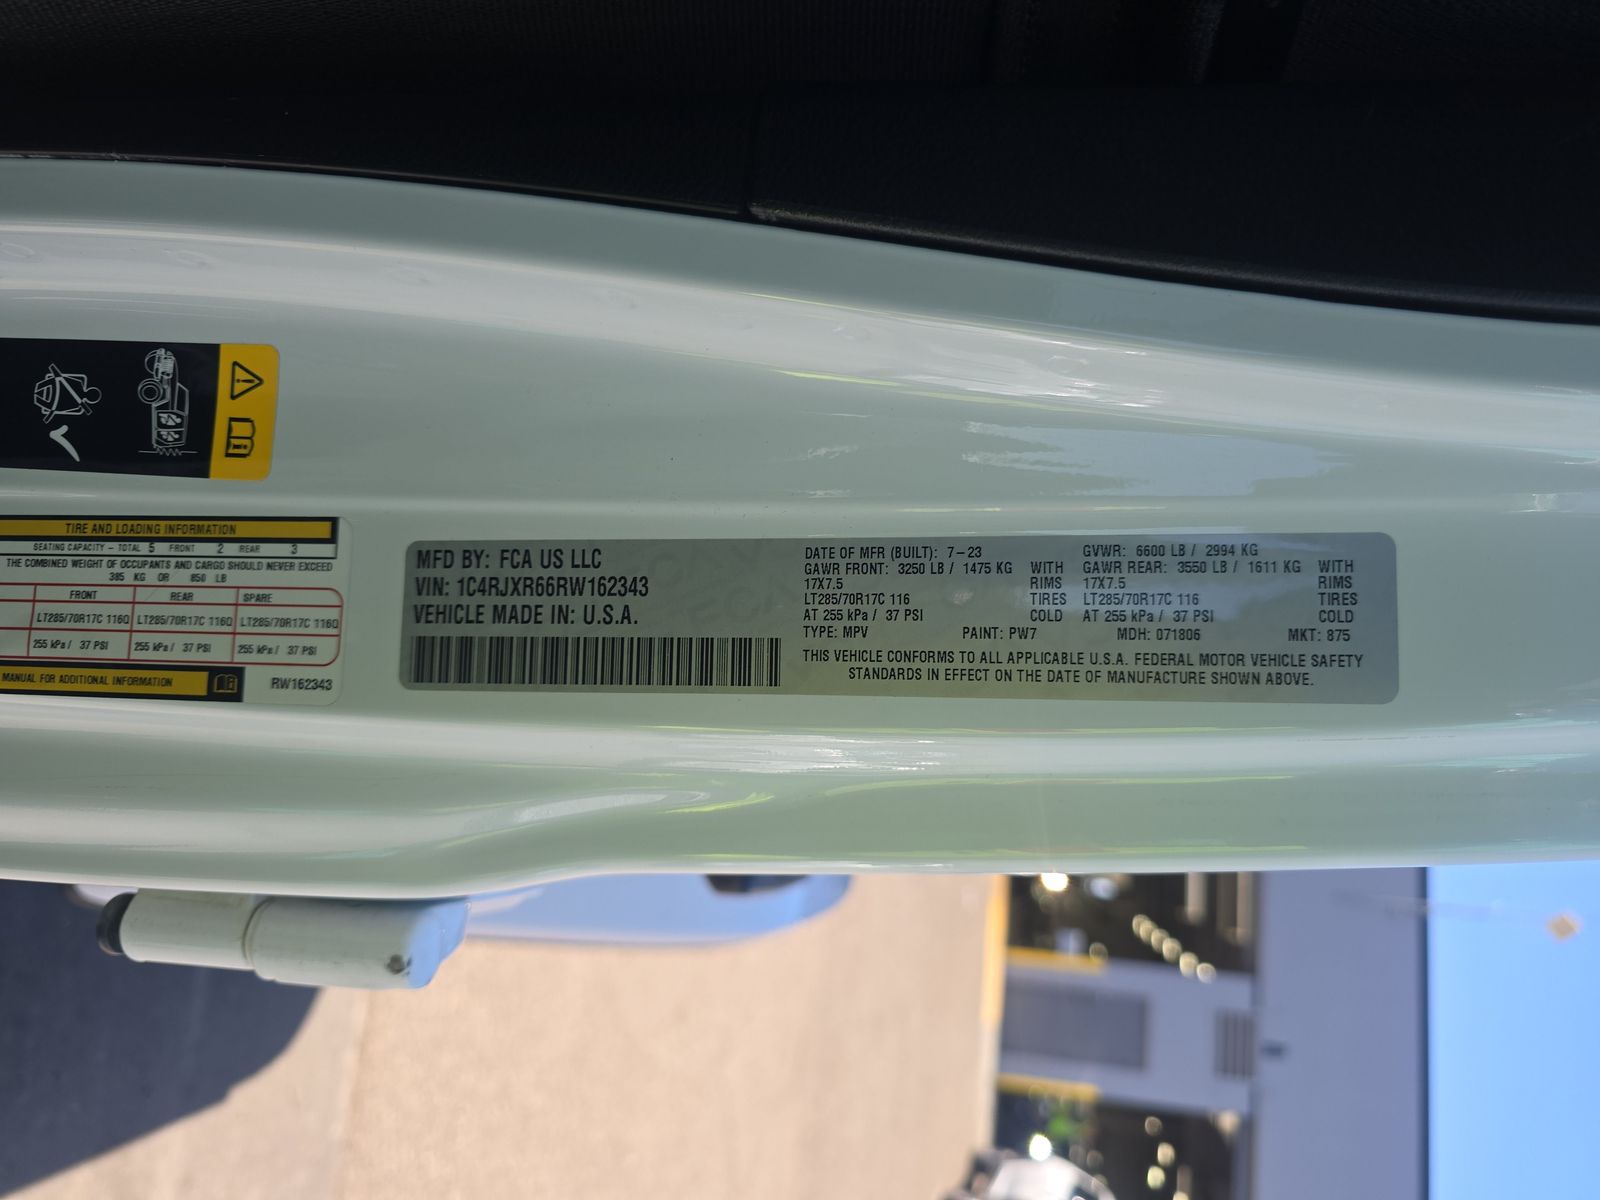 TIRE AND LOADING INFORMATION
SEATING CAPACITY – TOTAL 5 FRONT 2 REAR 3
THE COMBINED WEIGHT OF OCCUPANTS AND CARGO SHOULD NEVER EXCEED
385 KG OR 850 LB
FRONT REAR SPARE
LT285/70R17C 116Q LT285/70R17C 116Q LT285/70R17C 116Q
255 kPa / 37 PSI 255 kPa / 37 PSI 255 kPa / 37 PSI
MANUAL FOR ADDITIONAL INFORMATION
RW162343
MFD BY: FCA US LLC
VIN: 1C4RJXR66RW162343
VEHICLE MADE IN: U.S.A.
DATE OF MFR (BUILT): 7–23 GVWR: 6600 LB / 2994 KG
GAWR FRONT: 3250 LB / 1475 KG WITH GAWR REAR: 3550 LB / 1611 KG WITH
17X7.5 RIMS 17X7.5 RIMS
LT285/70R17C 116 TIRES LT285/70R17C 116 TIRES
AT 255 kPa / 37 PSI COLD AT 255 kPa / 37 PSI COLD
TYPE: MPV PAINT: PW7 MDH: 071806 MKT: 875
THIS VEHICLE CONFORMS TO ALL APPLICABLE U.S.A. FEDERAL MOTOR VEHICLE SAFETY
STANDARDS IN EFFECT ON THE DATE OF MANUFACTURE SHOWN ABOVE.